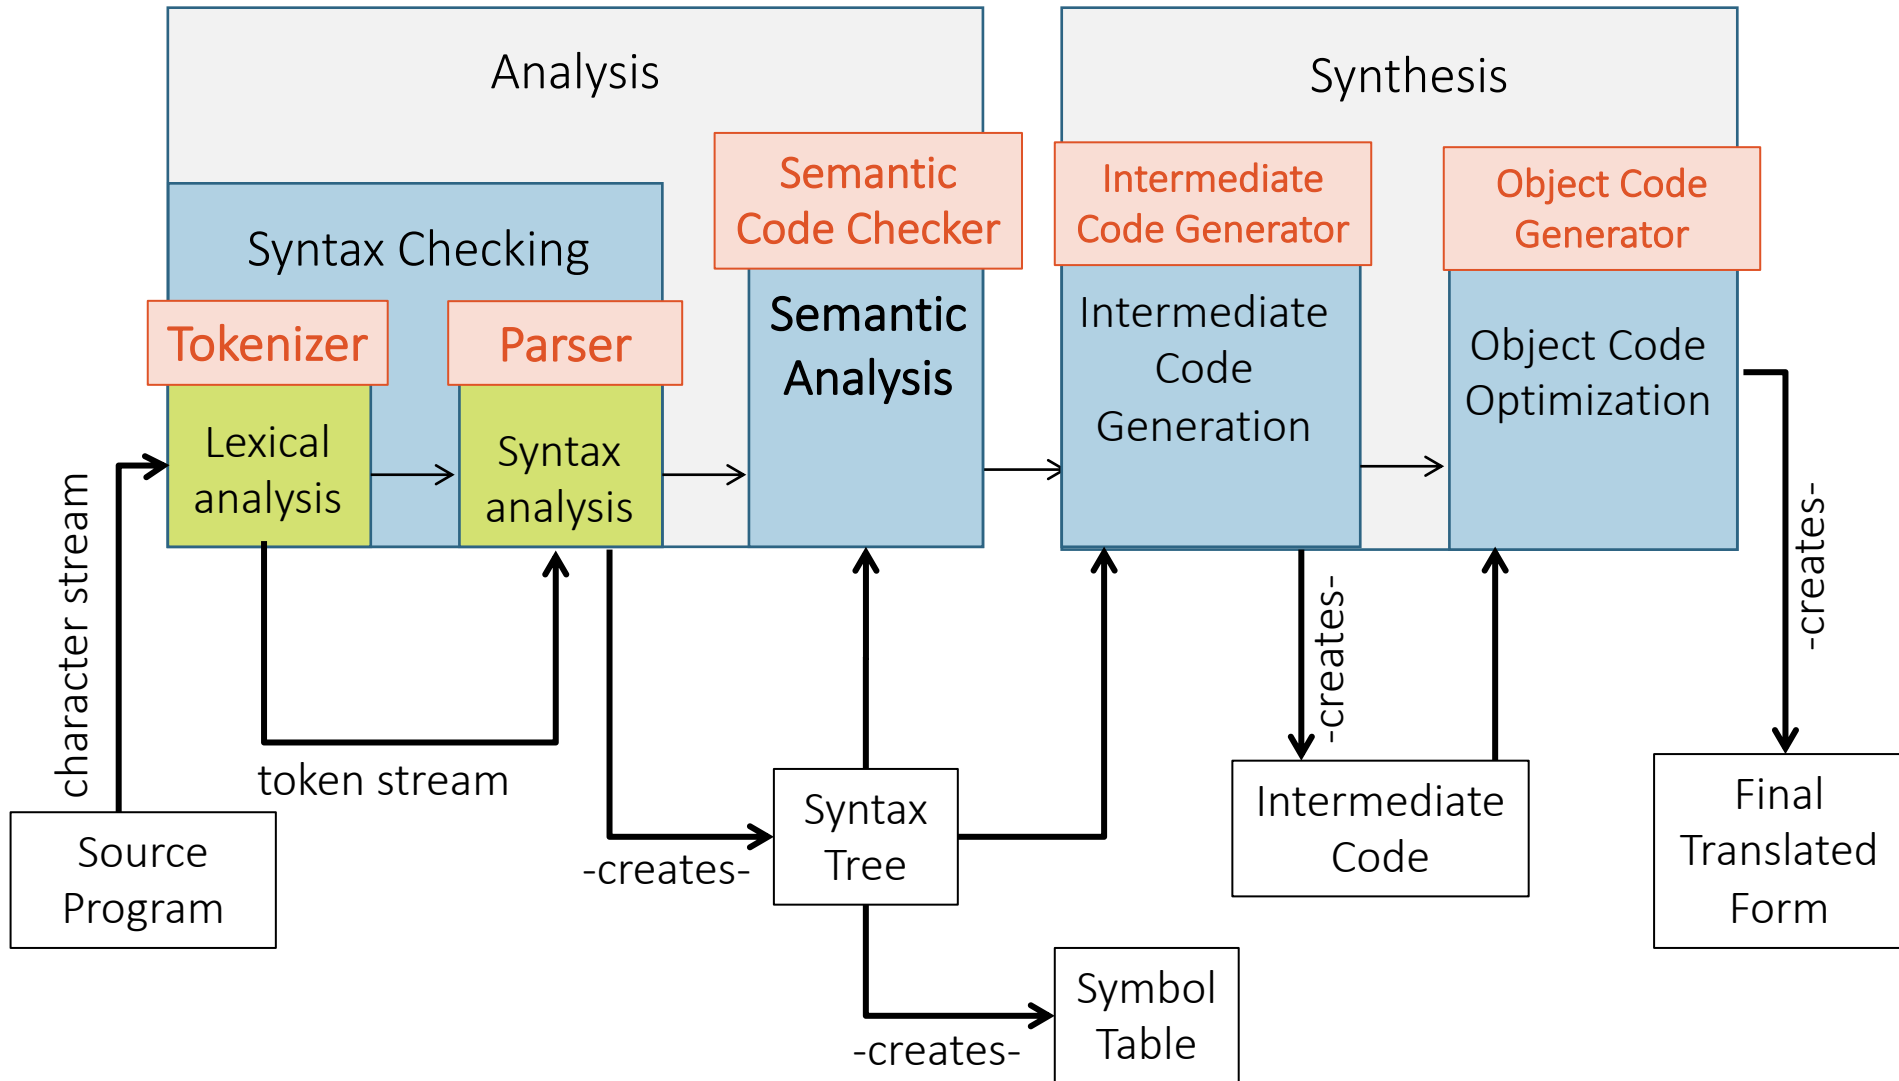 Analysis
Synthesis
Semantic
Code Checker
Intermediate
Code Generator
Object Code
Generator
Syntax Checking
Tokenizer
Parser
Semantic
Analysis
Intermediate
Code
Generation
Object Code
Optimization
Lexical
analysis
Syntax
analysis
character stream
token stream
-creates-
-creates-
-creates-
-creates-
Source
Program
Syntax
Tree
Intermediate
Code
Final
Translated
Form
Symbol
Table